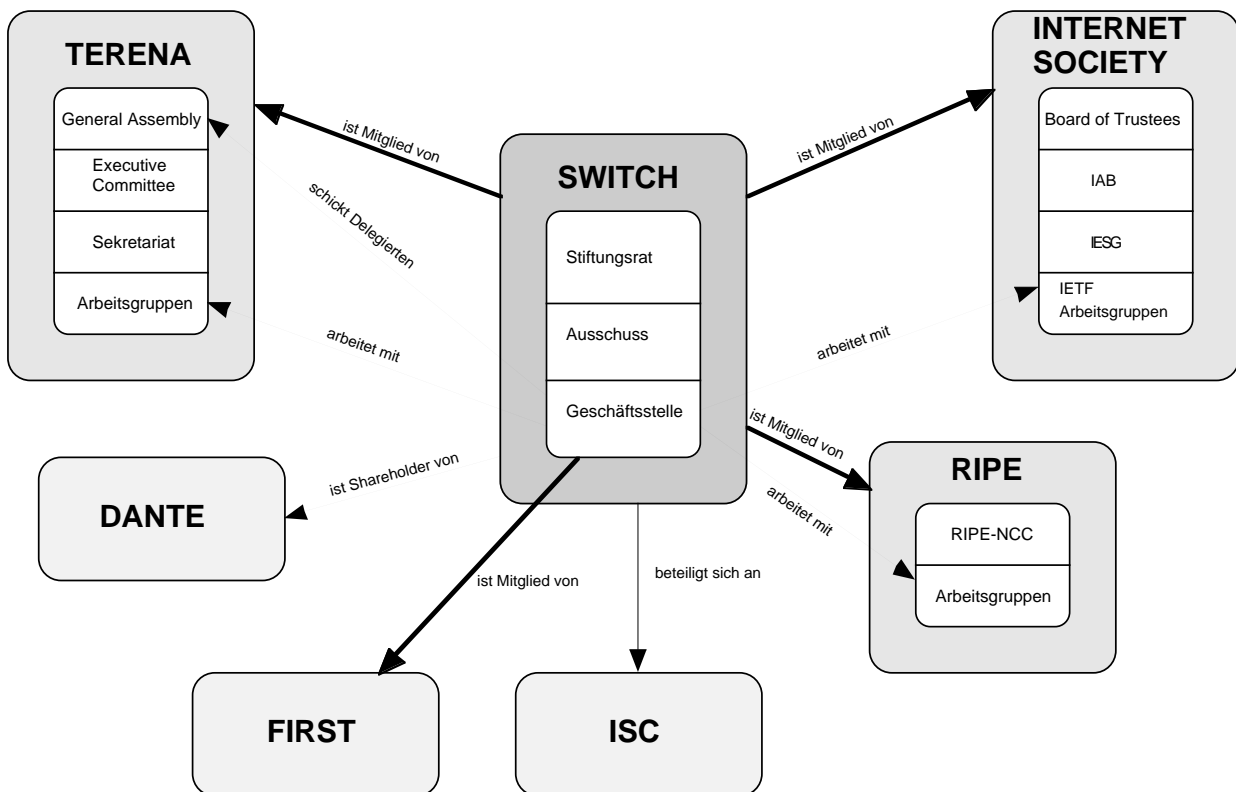 TERENA
General Assembly
Executive
Committee
Sekretariat
Arbeitsgruppen
ist Mitglied von
schickt Delegierten
arbeitet mit
SWITCH
Stiftungsrat
Ausschuss
Geschäftsstelle
ist Mitglied von
INTERNET
SOCIETY
Board of Trustees
IAB
IESG
IETF
Arbeitsgruppen
arbeitet mit
ist Mitglied von
arbeitet mit
RIPE
RIPE-NCC
Arbeitsgruppen
ist Shareholder von
DANTE
ist Mitglied von
beteiligt sich an
FIRST
ISC